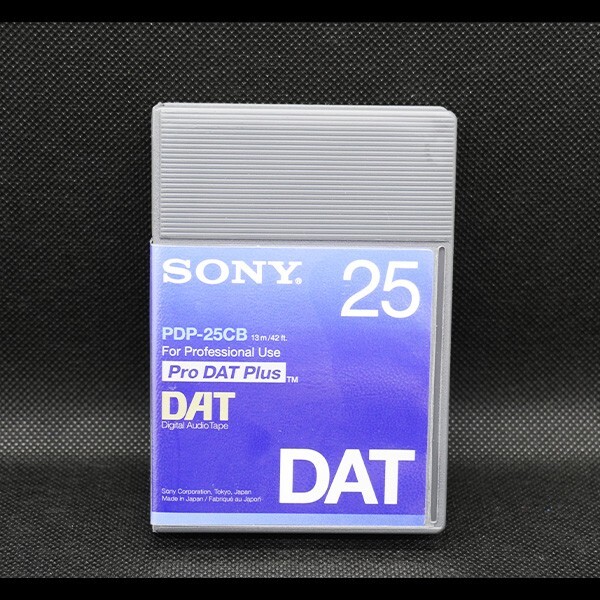 SONY®
25
PDP-25CB 13m/42 ft.
For Professional Use
Pro DAT Plus™
DAT
Digital Audio Tape
DAT
Sony Corporation, Tokyo, Japan
Made in Japan / Fabriqué au Japon